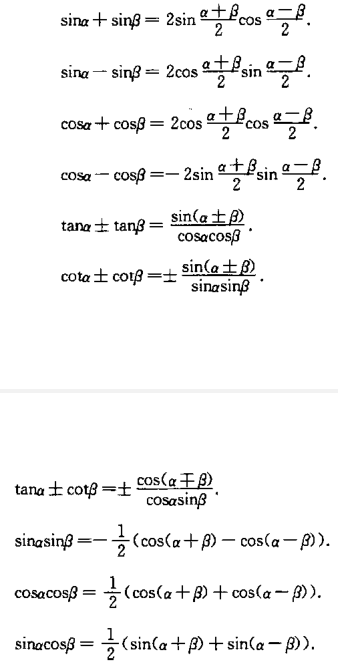 sinα + sinβ = 2sin (α+β)/2 cos (α−β)/2.
sinα − sinβ = 2cos (α+β)/2 sin (α−β)/2.
cosα + cosβ = 2cos (α+β)/2 cos (α−β)/2.
cosα − cosβ = − 2sin (α+β)/2 sin (α−β)/2.
tanα ± tanβ = sin(α±β)/cosαcosβ.
cotα ± cotβ = ± sin(α±β)/sinαsinβ.
tanα ± cotβ = ± cos(α∓β)/cosαsinβ.
sinαsinβ = − 1/2 (cos(α+β) − cos(α−β)).
cosαcosβ = 1/2 (cos(α+β) + cos(α−β)).
sinαcosβ = 1/2 (sin(α+β) + sin(α−β)).